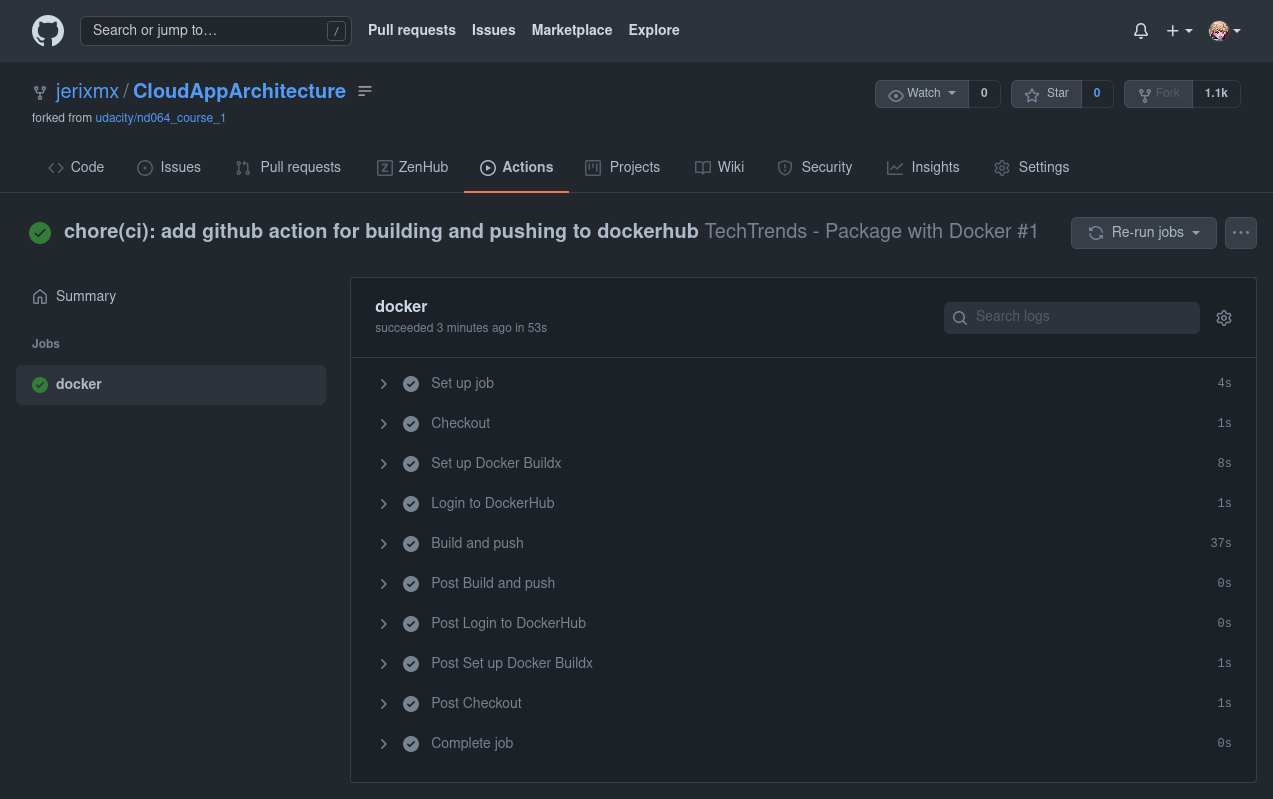 Search or jump to… /
Pull requests Issues Marketplace Explore
jerixmx / CloudAppArchitecture
Watch 0 Star 0 Fork 1.1k
forked from udacity/nd064_course_1
Code Issues Pull requests ZenHub Actions Projects Wiki Security Insights Settings
chore(ci): add github action for building and pushing to dockerhub TechTrends - Package with Docker #1
Re-run jobs
Summary
Jobs
docker
docker
succeeded 3 minutes ago in 53s
Search logs
Set up job 4s
Checkout 1s
Set up Docker Buildx 8s
Login to DockerHub 1s
Build and push 37s
Post Build and push 0s
Post Login to DockerHub 0s
Post Set up Docker Buildx 1s
Post Checkout 1s
Complete job 0s